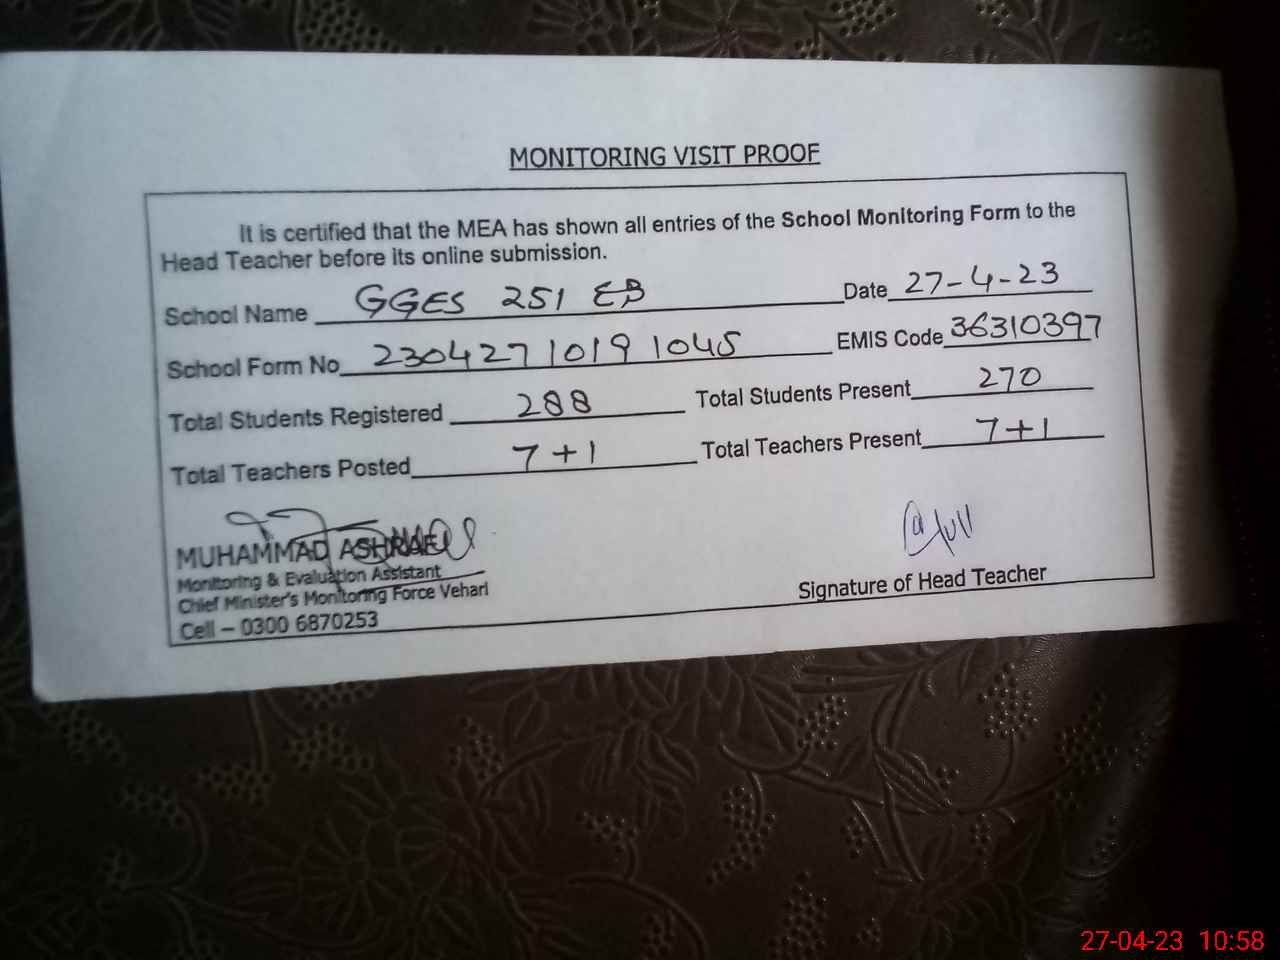 MONITORING VISIT PROOF
It is certified that the MEA has shown all entries of the School Monitoring Form to the
Head Teacher before its online submission.
School Name GGES 251 EB Date 27-4-23
School Form No 23042710191045 EMIS Code 36310397
Total Students Registered 288 Total Students Present 270
Total Teachers Posted 7+1 Total Teachers Present 7+1
MUHAMMAD ASHRAF
Monitoring & Evaluation Assistant
Chief Minister's Monitoring Force Vehari
Cell – 0300 6870253
Signature of Head Teacher
27-04-23 10:58